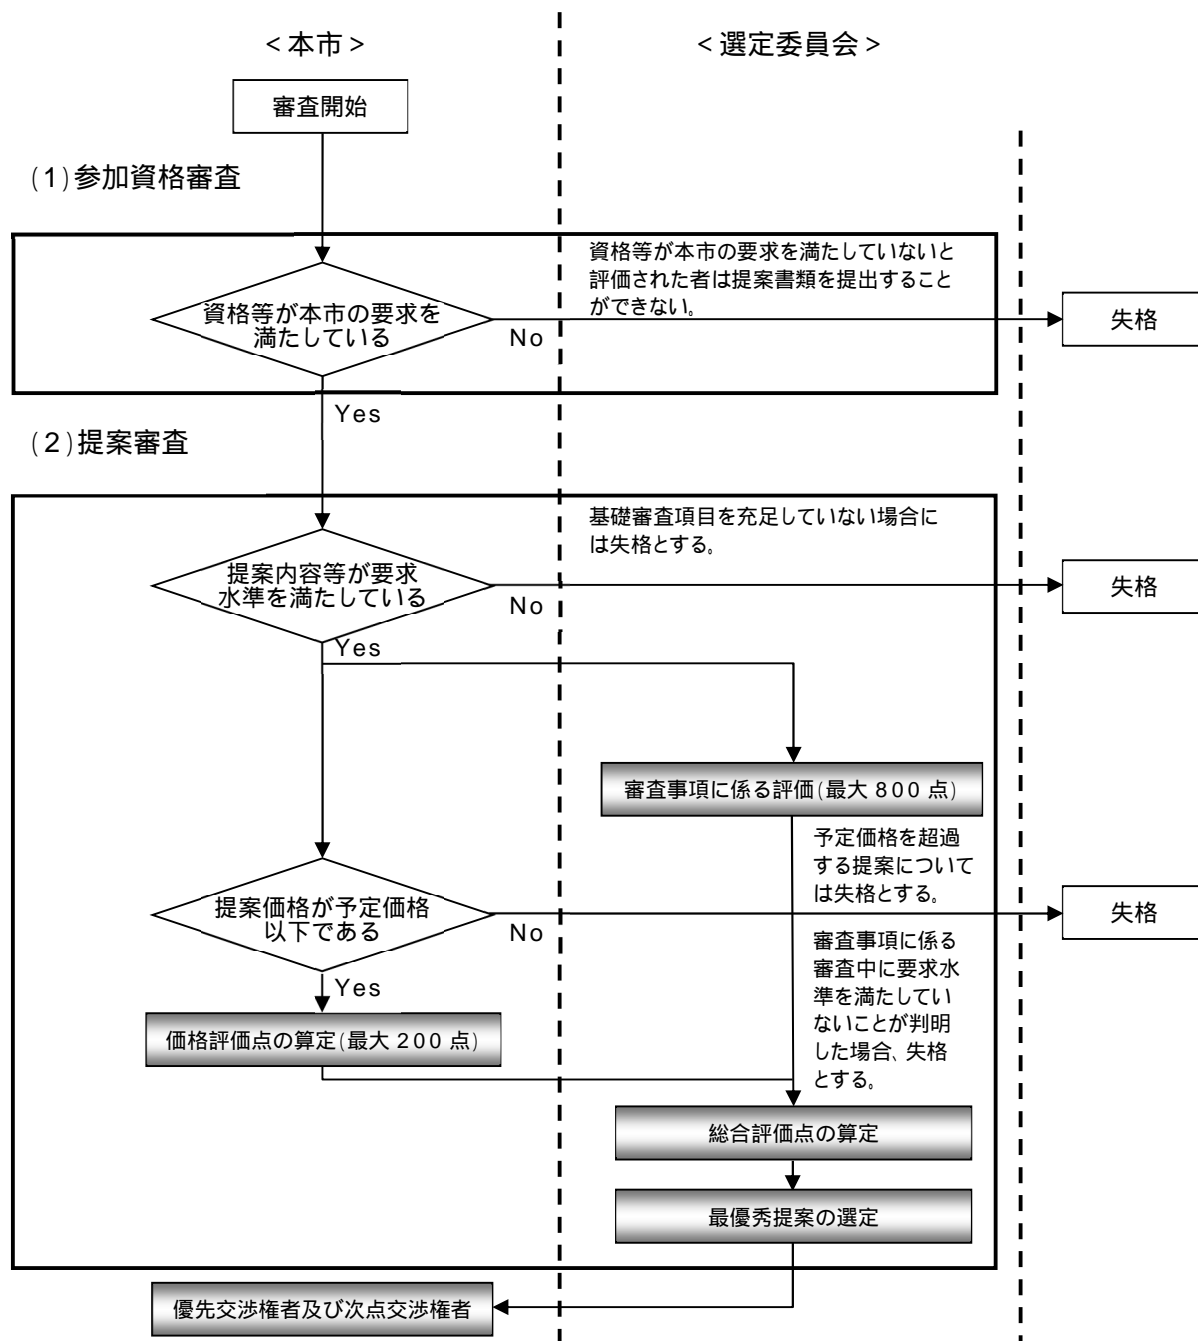 <本市>
<選定委員会>
審査開始
(1)参加資格審査
資格等が本市の要求を満たしていないと
評価された者は提案書類を提出すること
ができない。
資格等が本市の要求を
満たしている
No
失格
Yes
(2)提案審査
基礎審査項目を充足していない場合に
は失格とする。
提案内容等が要求
水準を満たしている
No
失格
Yes
審査事項に係る評価(最大 800 点)
予定価格を超過
する提案について
は失格とする。
提案価格が予定価格
以下である
No
失格
Yes
審査事項に係る
審査中に要求水
準を満たしてい
ないことが判明
した場合、失格
とする。
価格評価点の算定(最大 200 点)
総合評価点の算定
最優秀提案の選定
優先交渉権者及び次点交渉権者